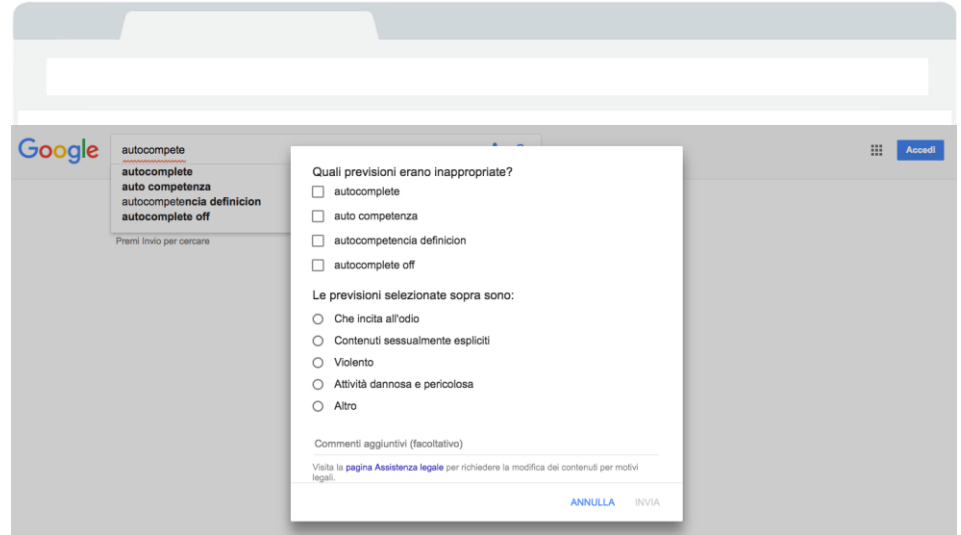 Google
autocompete
Accedi
autocomplete
auto competenza
autocompetencia definicion
autocomplete off
Premi Invio per cercare
Quali previsioni erano inappropriate?
autocomplete
auto competenza
autocompetencia definicion
autocomplete off
Le previsioni selezionate sopra sono:
Che incita all'odio
Contenuti sessualmente espliciti
Violento
Attività dannosa e pericolosa
Altro
Commenti aggiuntivi (facoltativo)
Visita la pagina Assistenza legale per richiedere la modifica dei contenuti per motivi
legali.
ANNULLA INVIA